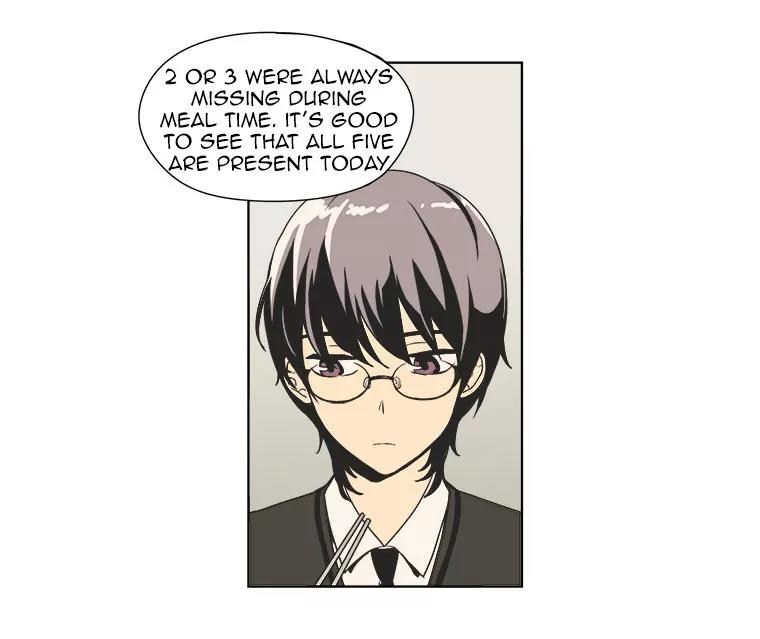 2 OR 3 WERE ALWAYS
MISSING DURING
MEAL TIME. IT'S GOOD
TO SEE THAT ALL FIVE
ARE PRESENT TODAY